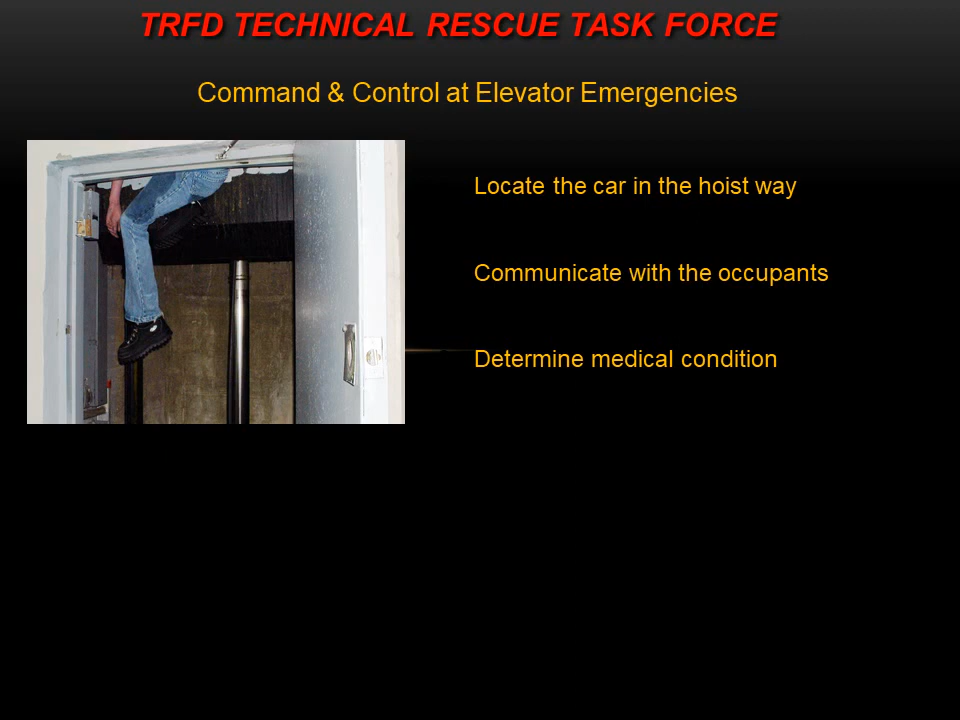 TRFD TECHNICAL RESCUE TASK FORCE
Command & Control at Elevator Emergencies
Locate the car in the hoist way
Communicate with the occupants
Determine medical condition